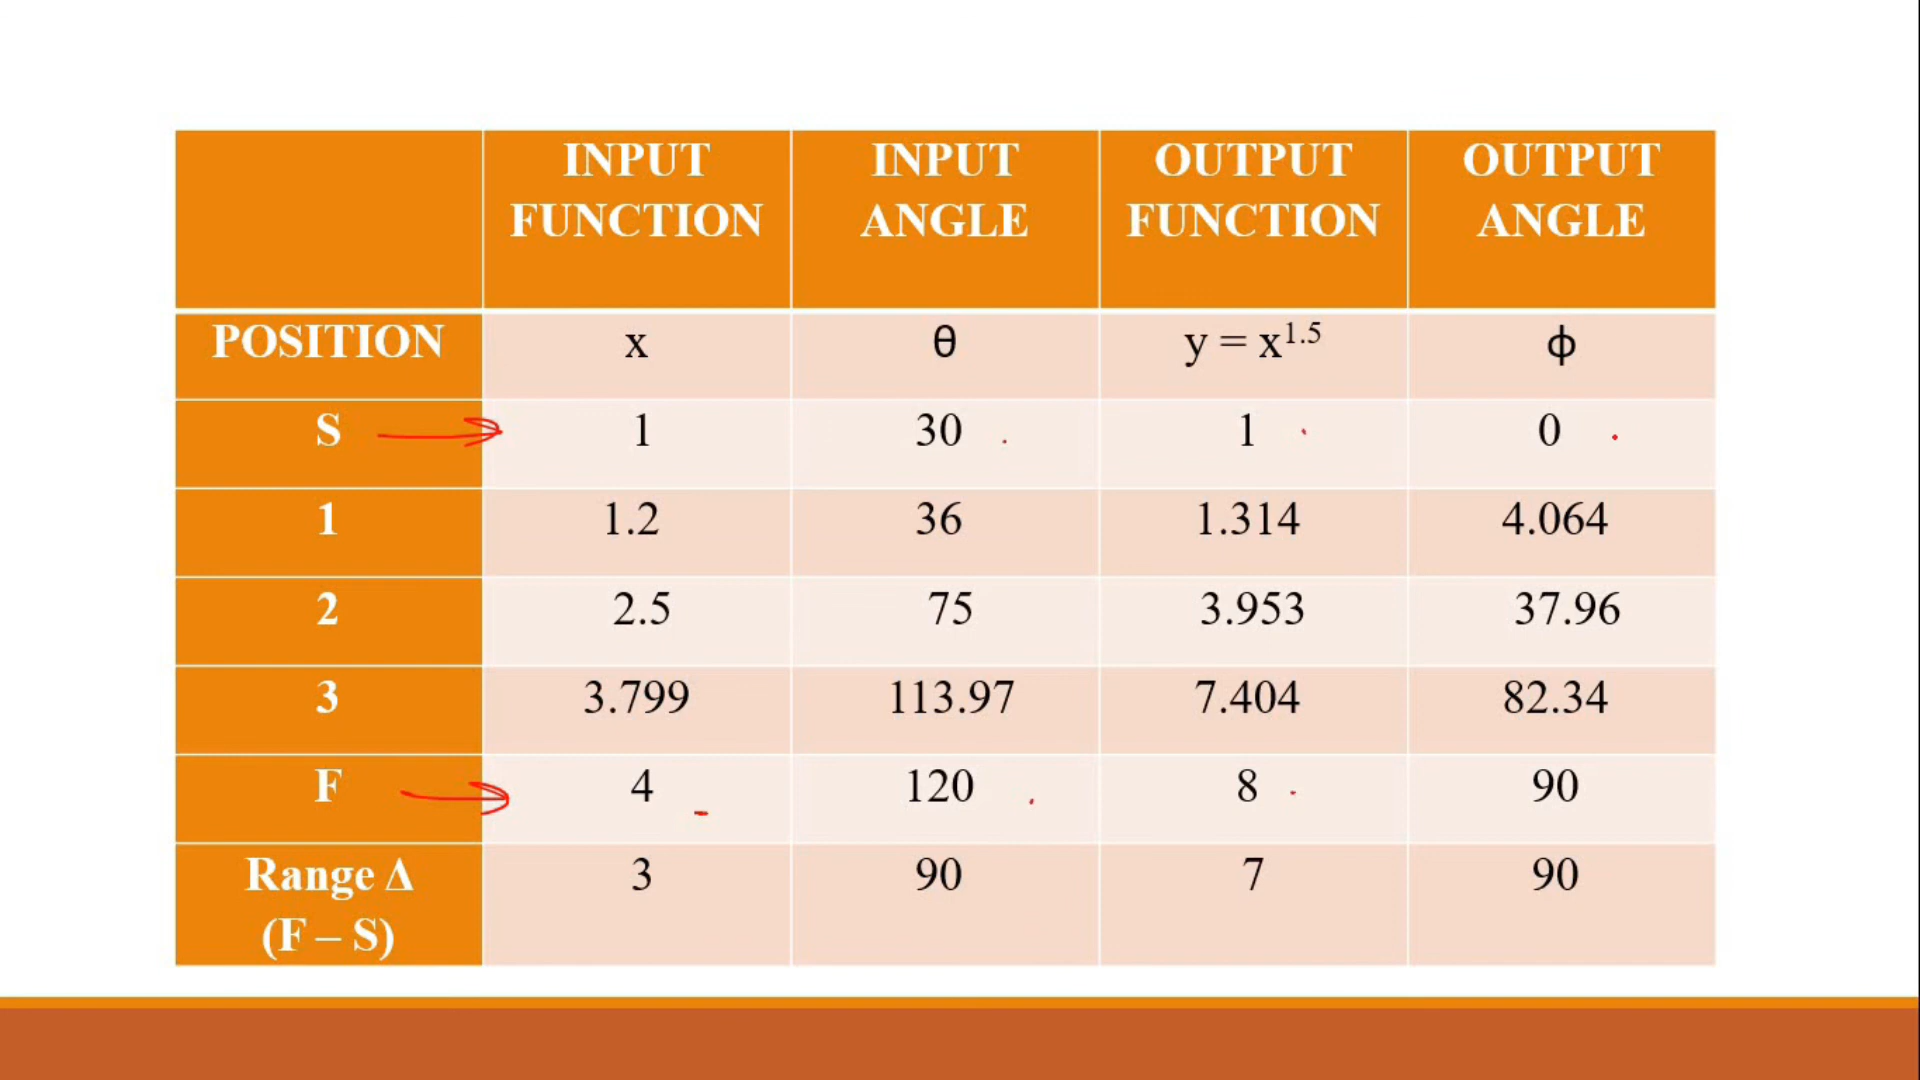 INPUT FUNCTION INPUT ANGLE OUTPUT FUNCTION OUTPUT ANGLE
POSITION x θ y = x^1.5 ϕ
S 1 30 1 0
1 1.2 36 1.314 4.064
2 2.5 75 3.953 37.96
3 3.799 113.97 7.404 82.34
F 4 120 8 90
Range Δ (F – S) 3 90 7 90